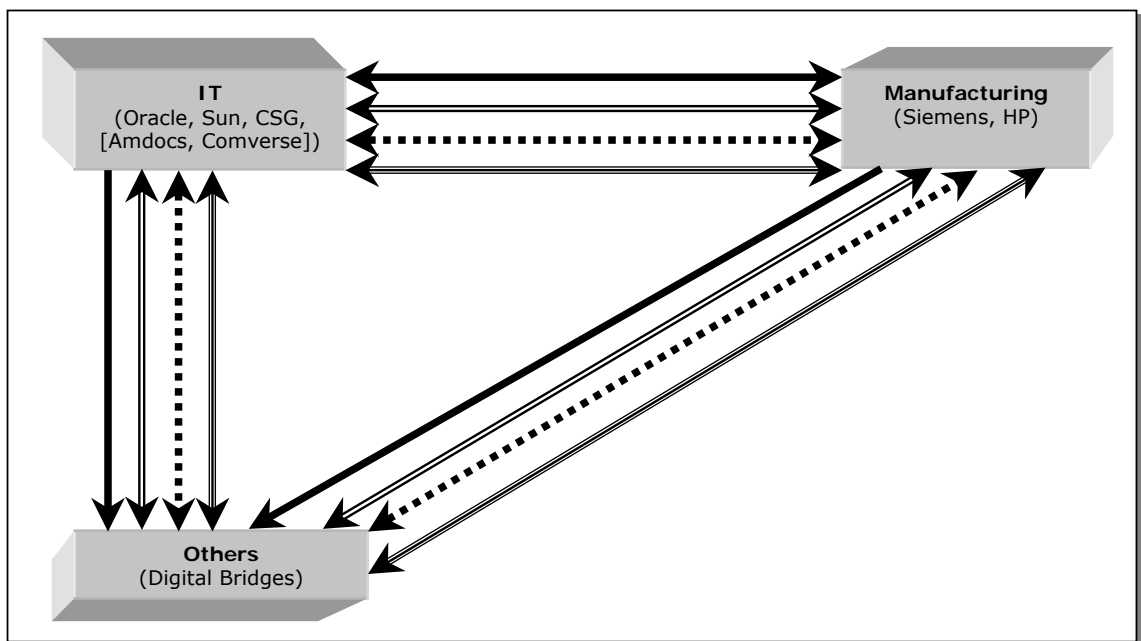 IT
(Oracle, Sun, CSG,
[Amdocs, Comverse])
Manufacturing
(Siemens, HP)
Others
(Digital Bridges)